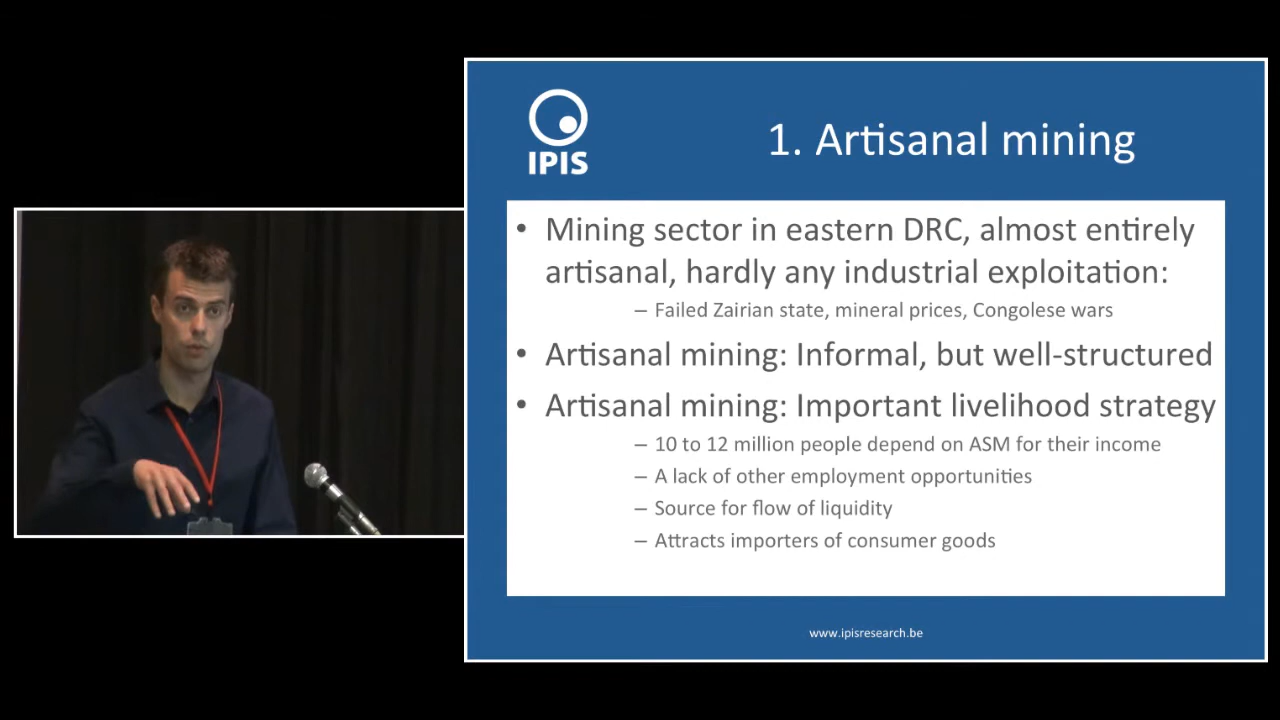 IPIS
1. Artisanal mining
• Mining sector in eastern DRC, almost entirely
artisanal, hardly any industrial exploitation:
– Failed Zairian state, mineral prices, Congolese wars
• Artisanal mining: Informal, but well-structured
• Artisanal mining: Important livelihood strategy
– 10 to 12 million people depend on ASM for their income
– A lack of other employment opportunities
– Source for flow of liquidity
– Attracts importers of consumer goods
www.ipisresearch.be